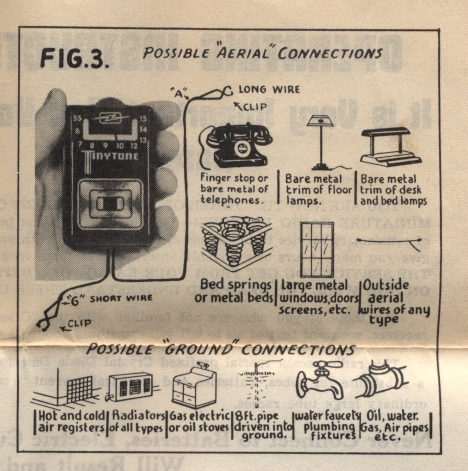 FIG.3. POSSIBLE "AERIAL" CONNECTIONS
"A"
LONG WIRE
CLIP
55
6
7 8 9 10 12
15
14
13
TINYTONE
Finger stop or
bare metal of
telephones.
Bare metal
trim of floor
lamps.
Bare metal
trim of desk
and bed lamps
Bed springs
or metal beds
Large metal
windows, doors
screens, etc.
Outside
aerial
wires of any
type
"G" SHORT WIRE
CLIP
POSSIBLE "GROUND" CONNECTIONS
Hot and cold
air registers
Radiators
of all types
Gas electric
or oil stoves
8ft. pipe
driven into
ground.
water faucets
plumbing
fixtures
Oil, water.
Gas, Air pipes
etc.